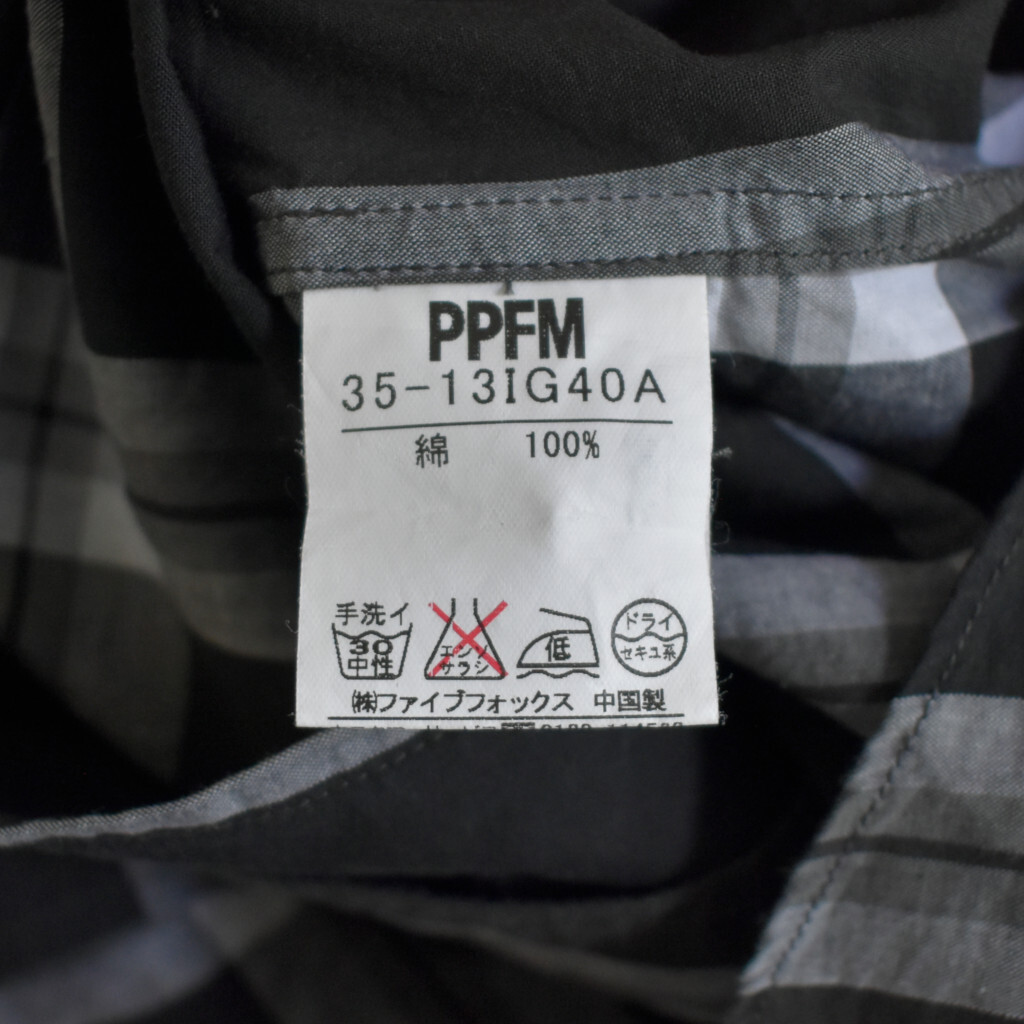 PPFM
35-13IG40A
綿 100%
手洗イ
30
中性
エンソ
サラシ
低
ドライ
セキユ系
㈱ファイブフォックス 中国製